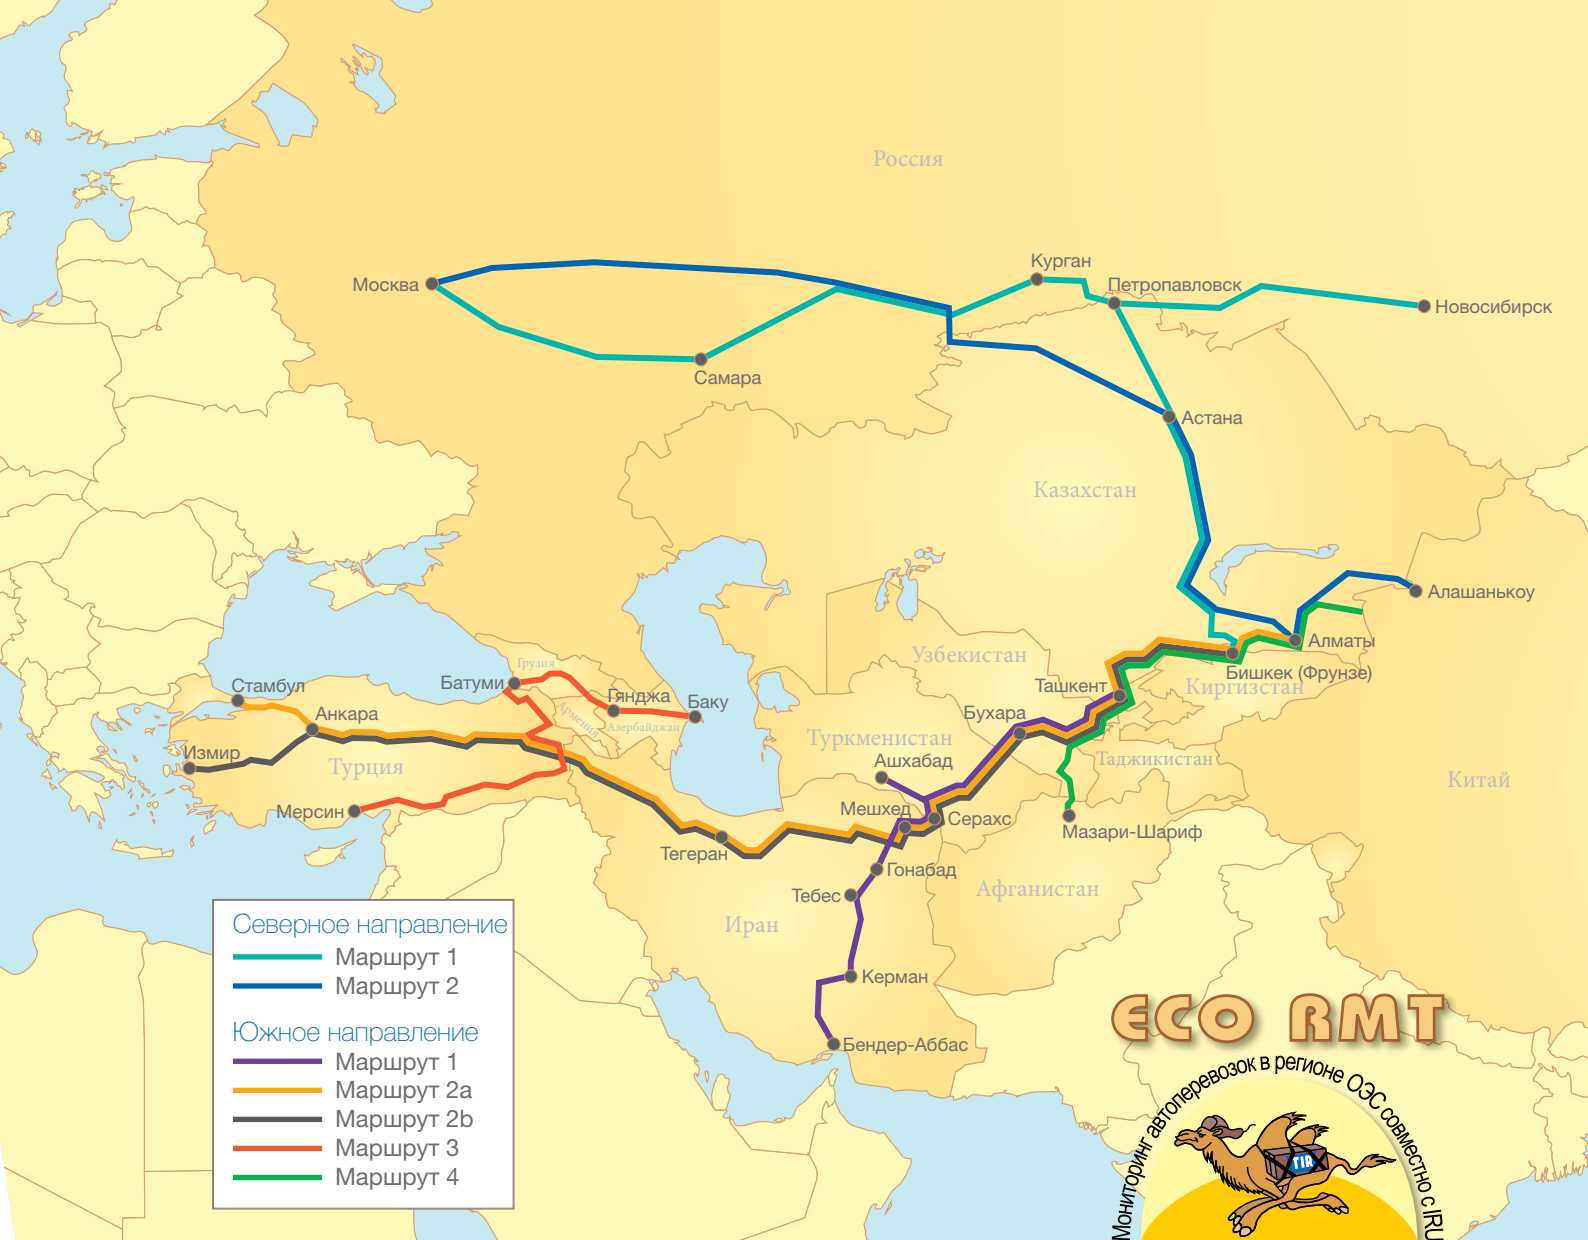 Россия
Курган
Москва
Петропавловск
Новосибирск
Самара
Астана
Казахстан
Алашанькоу
Алматы
Узбекистан
Грузия
Бишкек (Фрунзе)
Батуми
Стамбул
Ташкент
Киргизстан
Гянджа
Баку
Анкара
Армения
Бухара
Азербайджан
Туркменистан
Измир
Ашхабад
Таджикистан
Турция
Китай
Мешхед
Мерсин
Серахс
Мазари-Шариф
Тегеран
Гонабад
Афганистан
Тебес
Иран
Керман
Бендер-Аббас
Северное направление
Маршрут 1
Маршрут 2
Южное направление
Маршрут 1
Маршрут 2a
Маршрут 2b
Маршрут 3
Маршрут 4
ECO RMT
Мониторинг автоперевозок в регионе ОЭС совместно с IRU
TIR